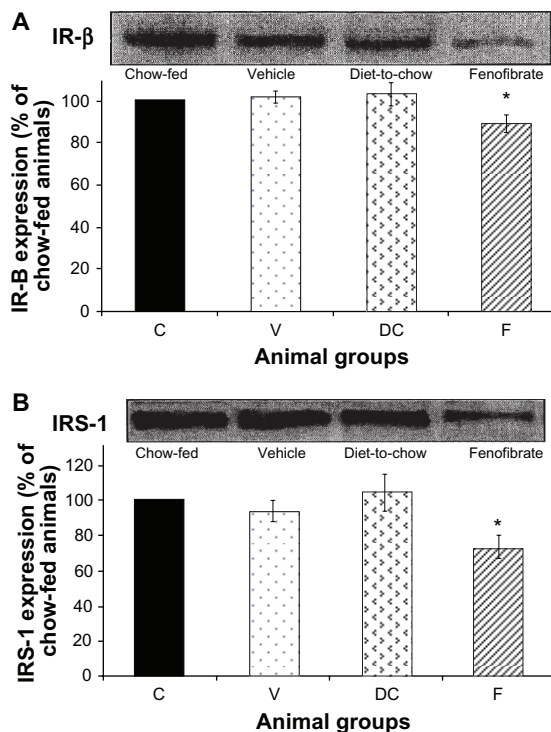 A
IR-β
Chow-fed Vehicle Diet-to-chow Fenofibrate
IR-B expression (% of
chow-fed animals)
100
80
60
40
20
0
*
C V DC F
Animal groups
B
IRS-1
Chow-fed Vehicle Diet-to-chow Fenofibrate
IRS-1 expression (% of
chow-fed animals)
120
100
80
60
40
20
0
*
C V DC F
Animal groups